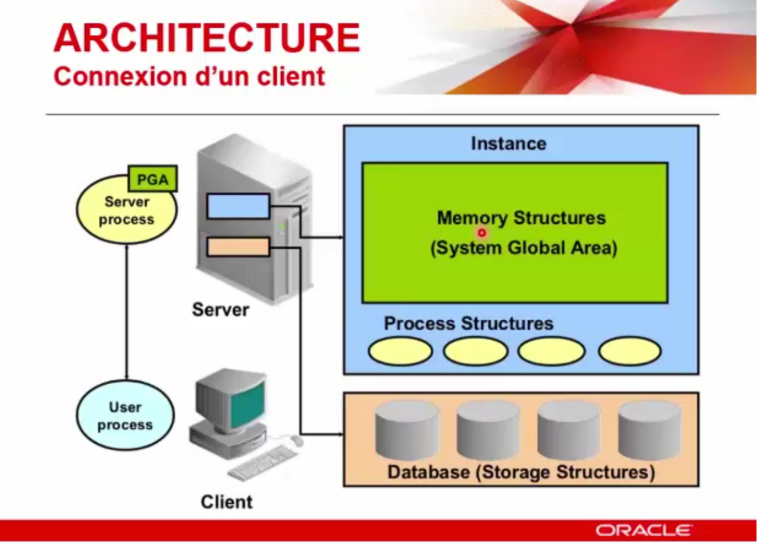 ARCHITECTURE
Connexion d'un client
PGA
Server
process
Server
User
process
Client
Instance
Memory Structures
(System Global Area)
Process Structures
Database (Storage Structures)
ORACLE